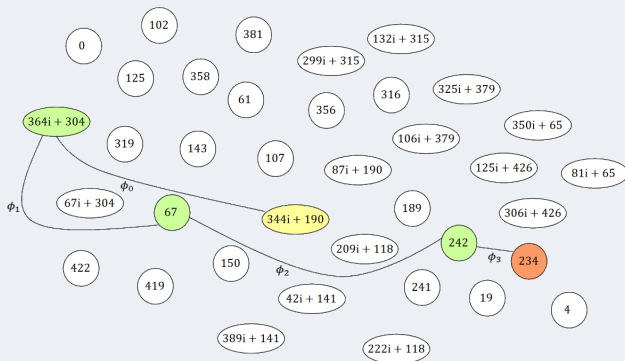 102
381
132i + 315
0
299i + 315
125
358
325i + 379
61
316
356
364i + 304
350i + 65
106i + 379
319
143
107
87i + 190
125i + 426
81i + 65
ϕ₀
67i + 304
ϕ₁
67
344i + 190
189
306i + 426
209i + 118
242
ϕ₃
234
422
150
ϕ₂
419
42i + 141
241
19
4
389i + 141
222i + 118